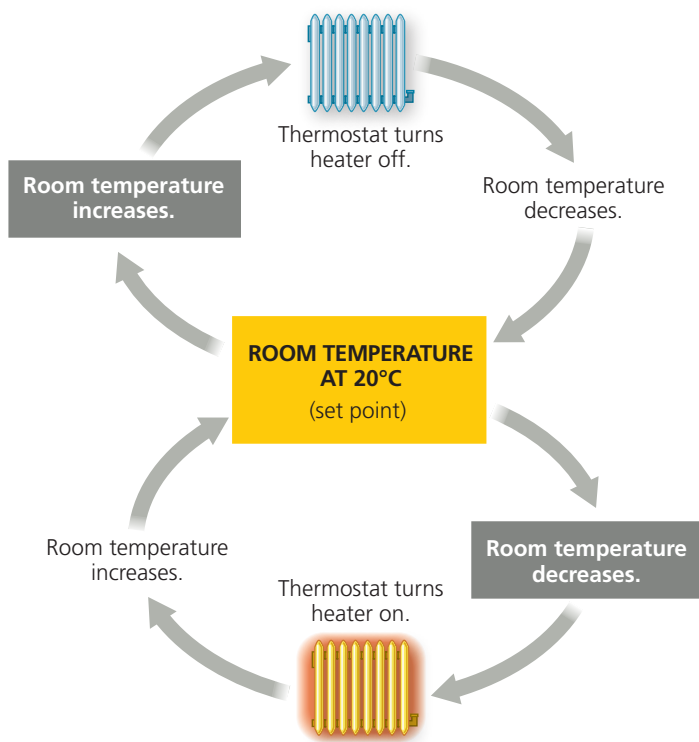 Thermostat turns
heater off.
Room temperature
increases.
Room temperature
decreases.
ROOM TEMPERATURE
AT 20°C
(set point)
Room temperature
increases.
Room temperature
decreases.
Thermostat turns
heater on.